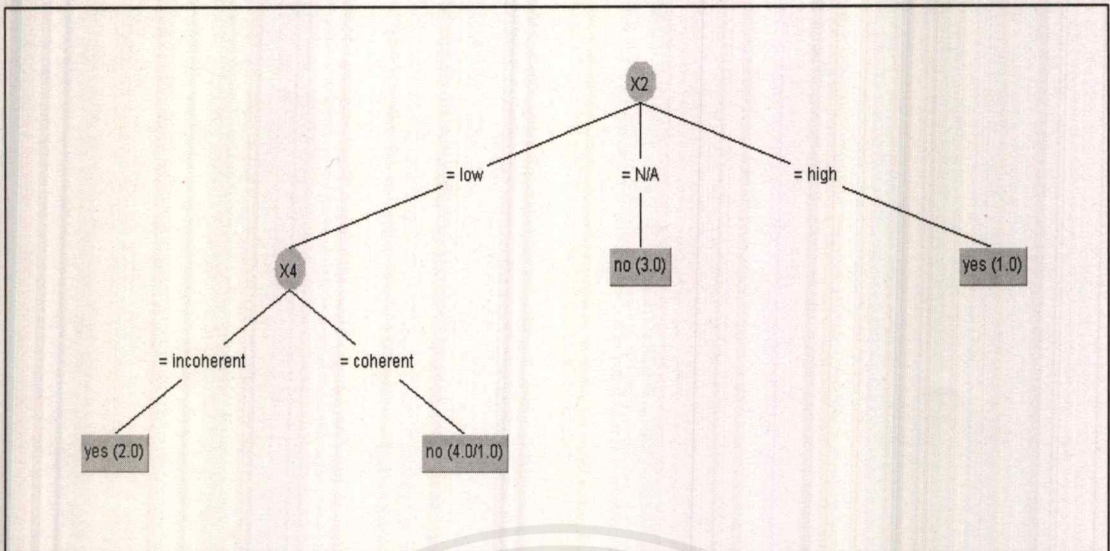 X2
= low
= N/A
= high
X4
no (3.0)
yes (1.0)
= incoherent
= coherent
yes (2.0)
no (4.0/1.0)